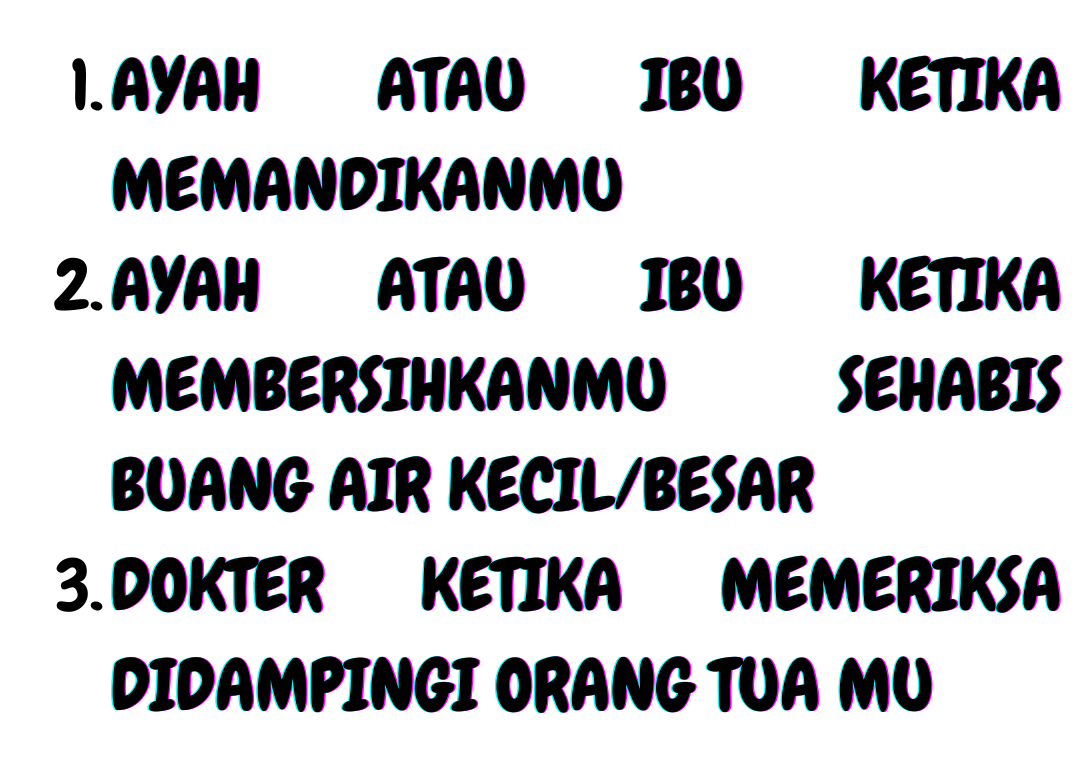 1. AYAH ATAU IBU KETIKA
MEMANDIKANMU
2. AYAH ATAU IBU KETIKA
MEMBERSIHKANMU SEHABIS
BUANG AIR KECIL/BESAR
3. DOKTER KETIKA MEMERIKSA
DIDAMPINGI ORANG TUA MU